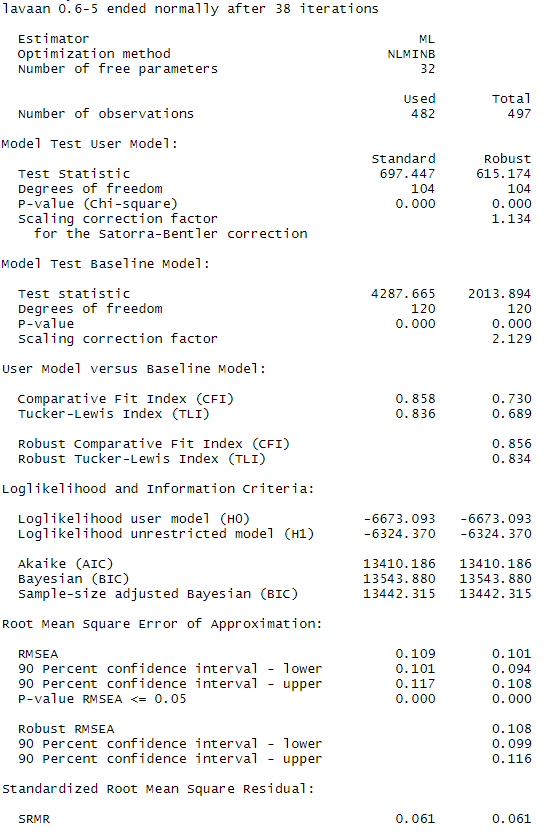 lavaan 0.6-5 ended normally after 38 iterations
Estimator ML
Optimization method NLMINB
Number of free parameters 32
Used Total
Number of observations 482 497
Model Test User Model:
Standard Robust
Test Statistic 697.447 615.174
Degrees of freedom 104 104
P-value (Chi-square) 0.000 0.000
Scaling correction factor 1.134
for the Satorra-Bentler correction
Model Test Baseline Model:
Test statistic 4287.665 2013.894
Degrees of freedom 120 120
P-value 0.000 0.000
Scaling correction factor 2.129
User Model versus Baseline Model:
Comparative Fit Index (CFI) 0.858 0.730
Tucker-Lewis Index (TLI) 0.836 0.689
Robust Comparative Fit Index (CFI) 0.856
Robust Tucker-Lewis Index (TLI) 0.834
Loglikelihood and Information Criteria:
Loglikelihood user model (H0) -6673.093 -6673.093
Loglikelihood unrestricted model (H1) -6324.370 -6324.370
Akaike (AIC) 13410.186 13410.186
Bayesian (BIC) 13543.880 13543.880
Sample-size adjusted Bayesian (BIC) 13442.315 13442.315
Root Mean Square Error of Approximation:
RMSEA 0.109 0.101
90 Percent confidence interval - lower 0.101 0.094
90 Percent confidence interval - upper 0.117 0.108
P-value RMSEA <= 0.05 0.000 0.000
Robust RMSEA 0.108
90 Percent confidence interval - lower 0.099
90 Percent confidence interval - upper 0.116
Standardized Root Mean Square Residual:
SRMR 0.061 0.061